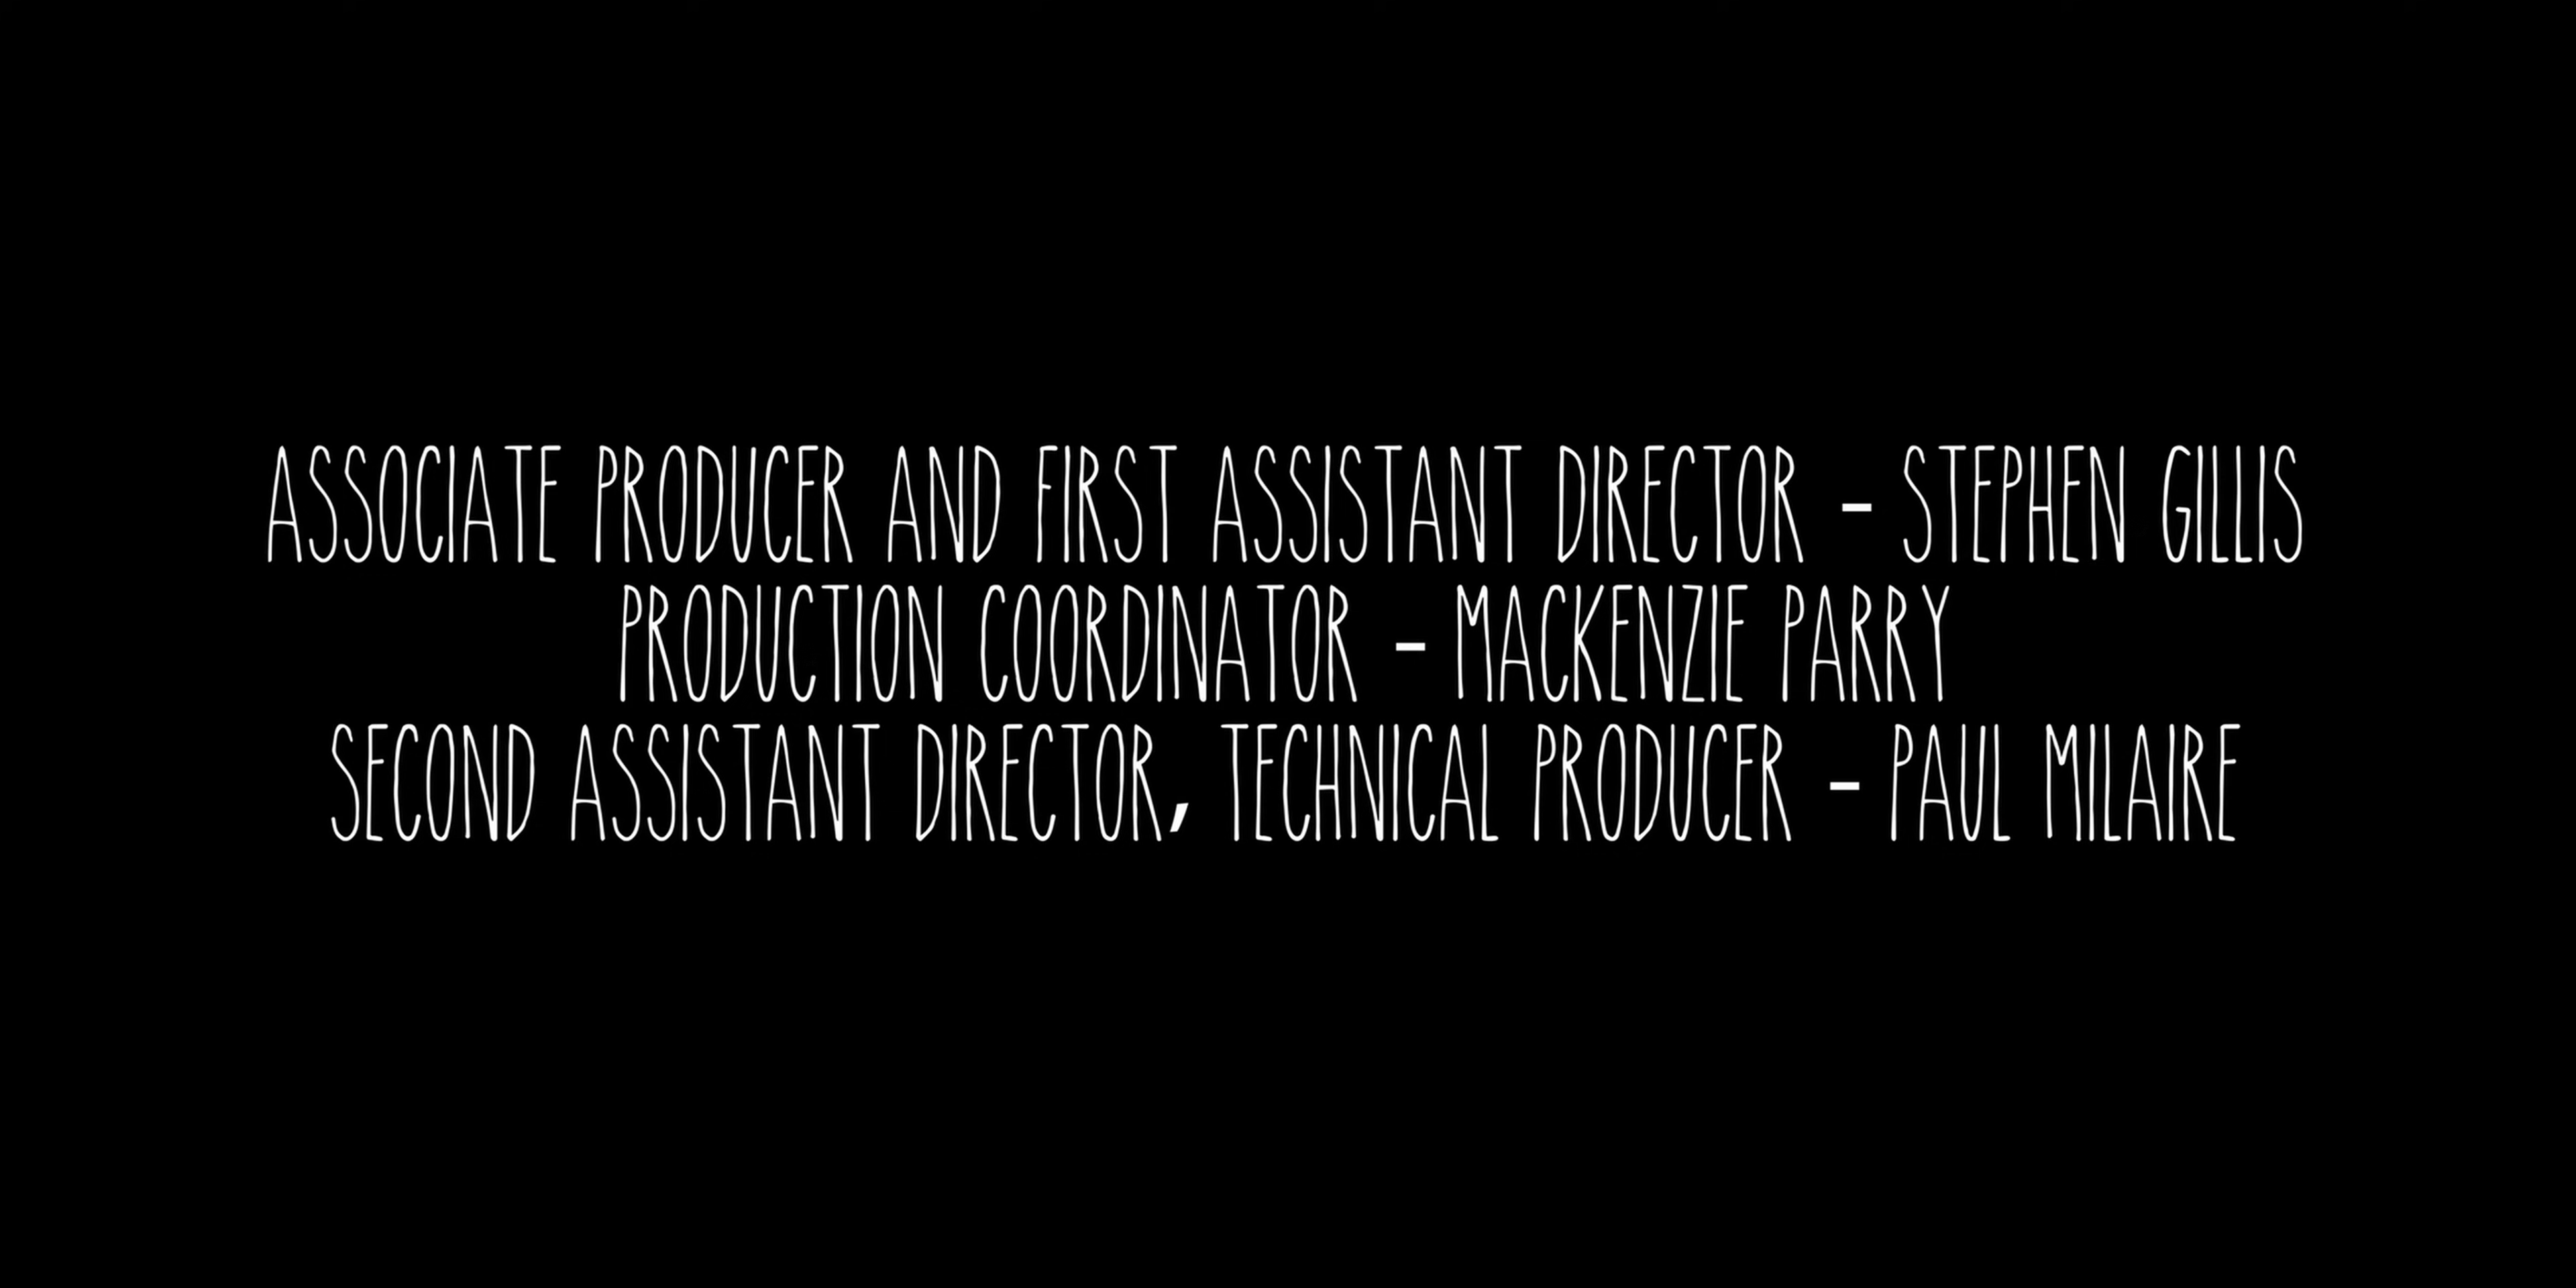 ASSOCIATE PRODUCER AND FIRST ASSISTANT DIRECTOR - STEPHEN GILLIS
PRODUCTION COORDINATOR - MACKENZIE PARRY
SECOND ASSISTANT DIRECTOR, TECHNICAL PRODUCER - PAUL MILAIRE